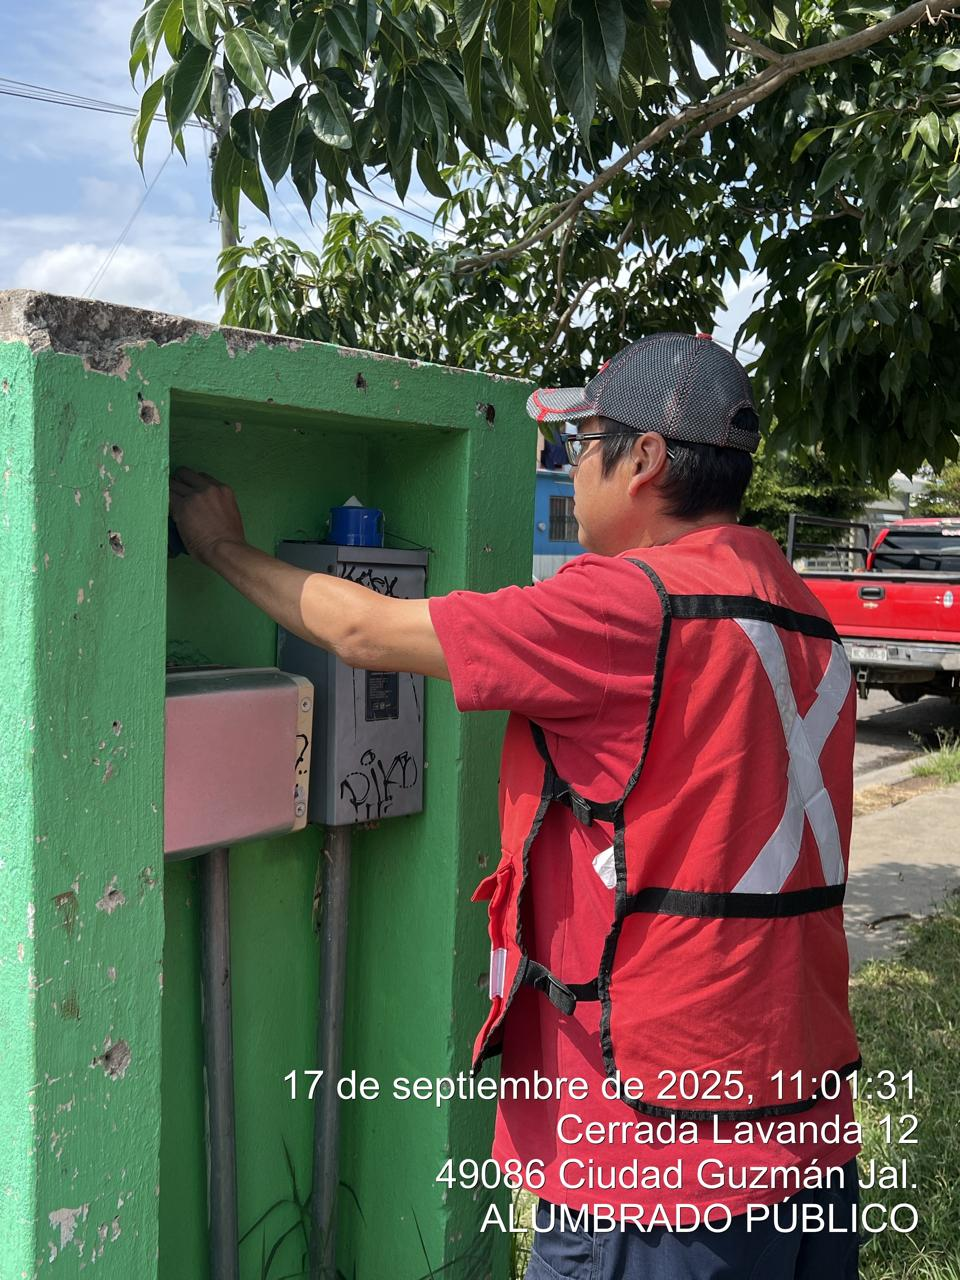 17 de septiembre de 2025, 11:01:31
Cerrada Lavanda 12
49086 Ciudad Guzmán Jal.
ALUMBRADO PÚBLICO